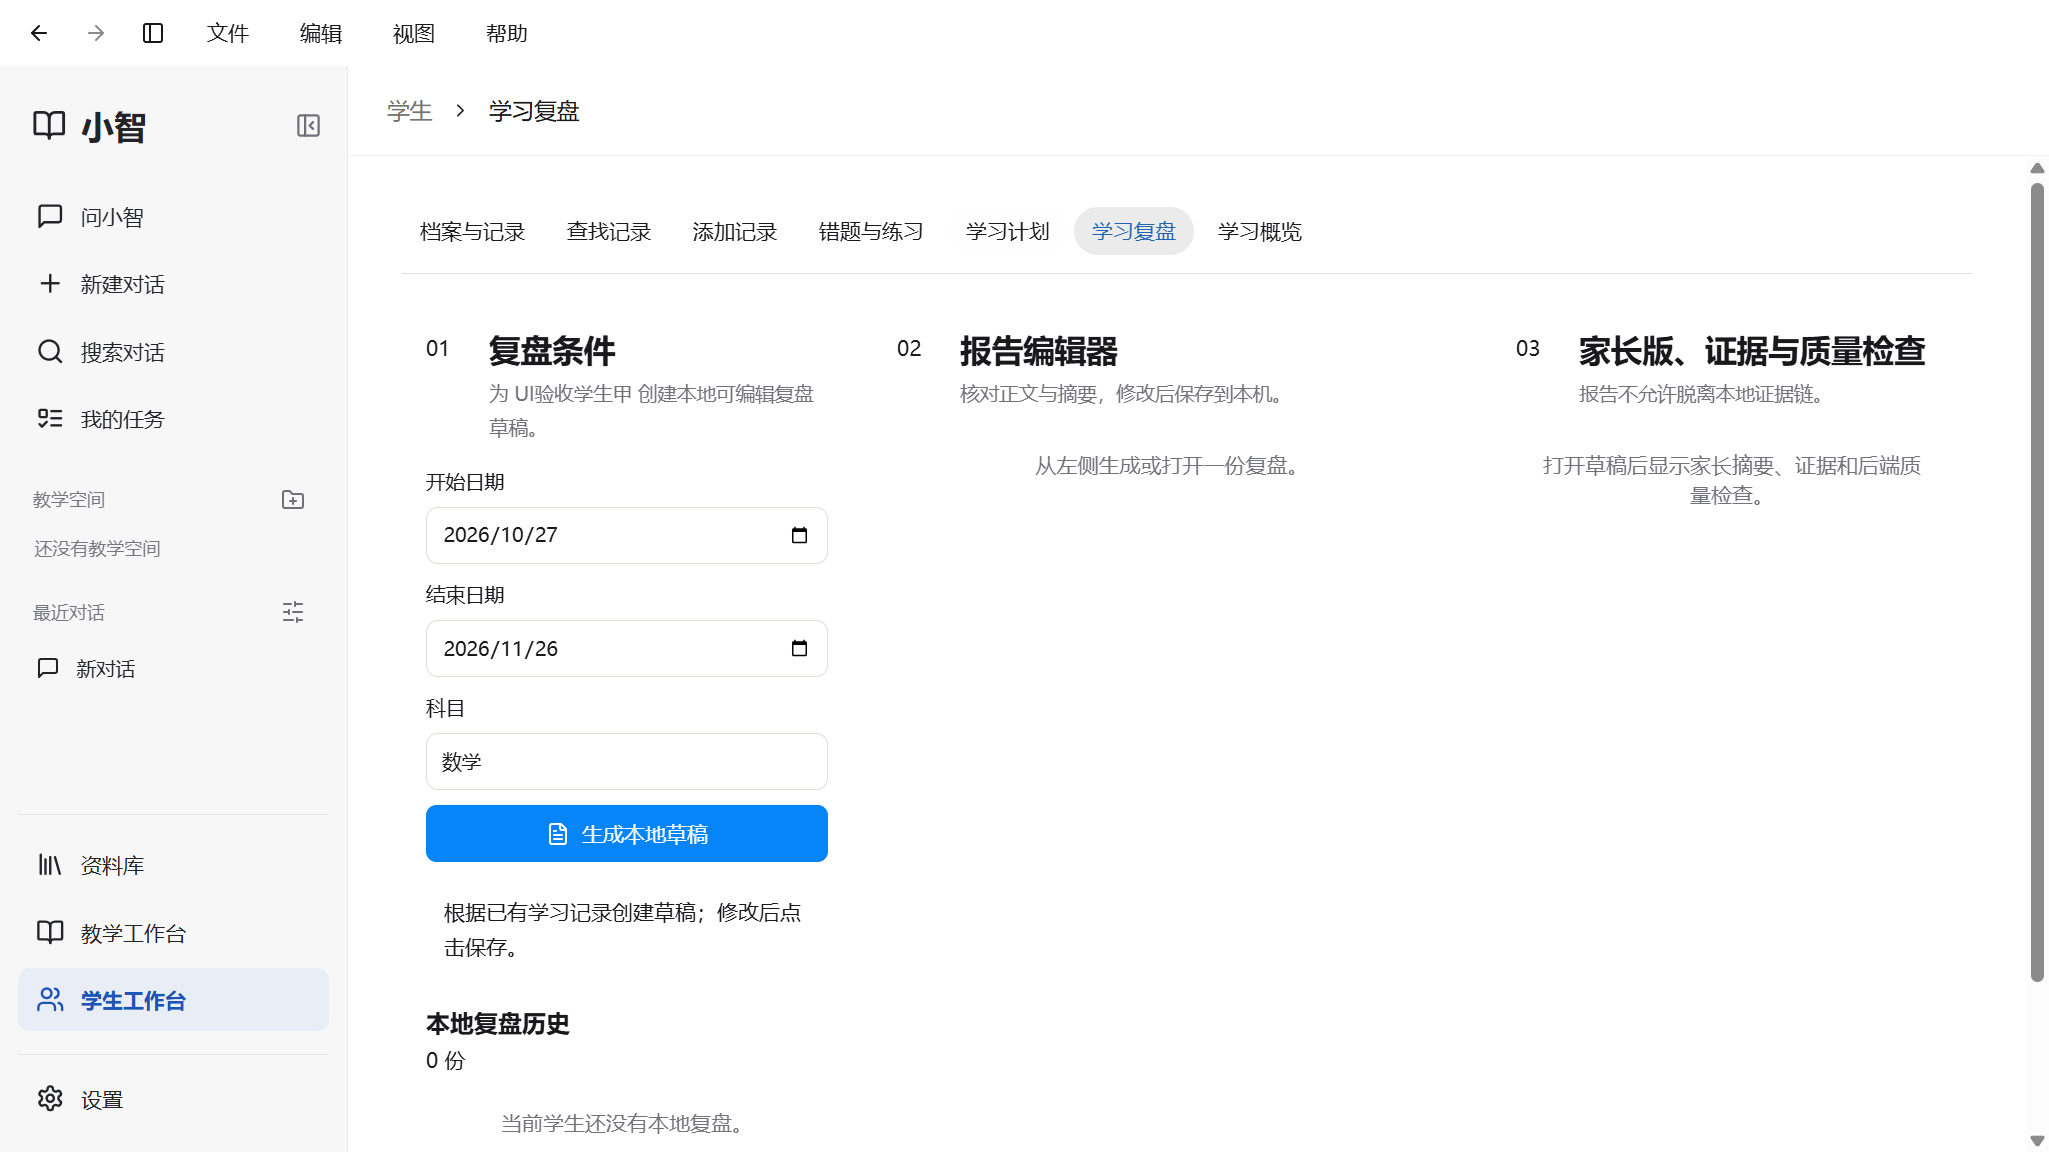 文件
编辑
视图
帮助
小智
问小智
新建对话
搜索对话
我的任务
教学空间
还没有教学空间
最近对话
新对话
资料库
教学工作台
学生工作台
设置
学生
学习复盘
档案与记录
查找记录
添加记录
错题与练习
学习计划
学习复盘
学习概览
01
复盘条件
为 UI验收学生甲 创建本地可编辑复盘
草稿。
开始日期
2026/10/27
结束日期
2026/11/26
科目
数学
生成本地草稿
根据已有学习记录创建草稿；修改后点
击保存。
本地复盘历史
0 份
当前学生还没有本地复盘。
02
报告编辑器
核对正文与摘要，修改后保存到本机。
从左侧生成或打开一份复盘。
03
家长版、证据与质量检查
报告不允许脱离本地证据链。
打开草稿后显示家长摘要、证据和后端质
量检查。